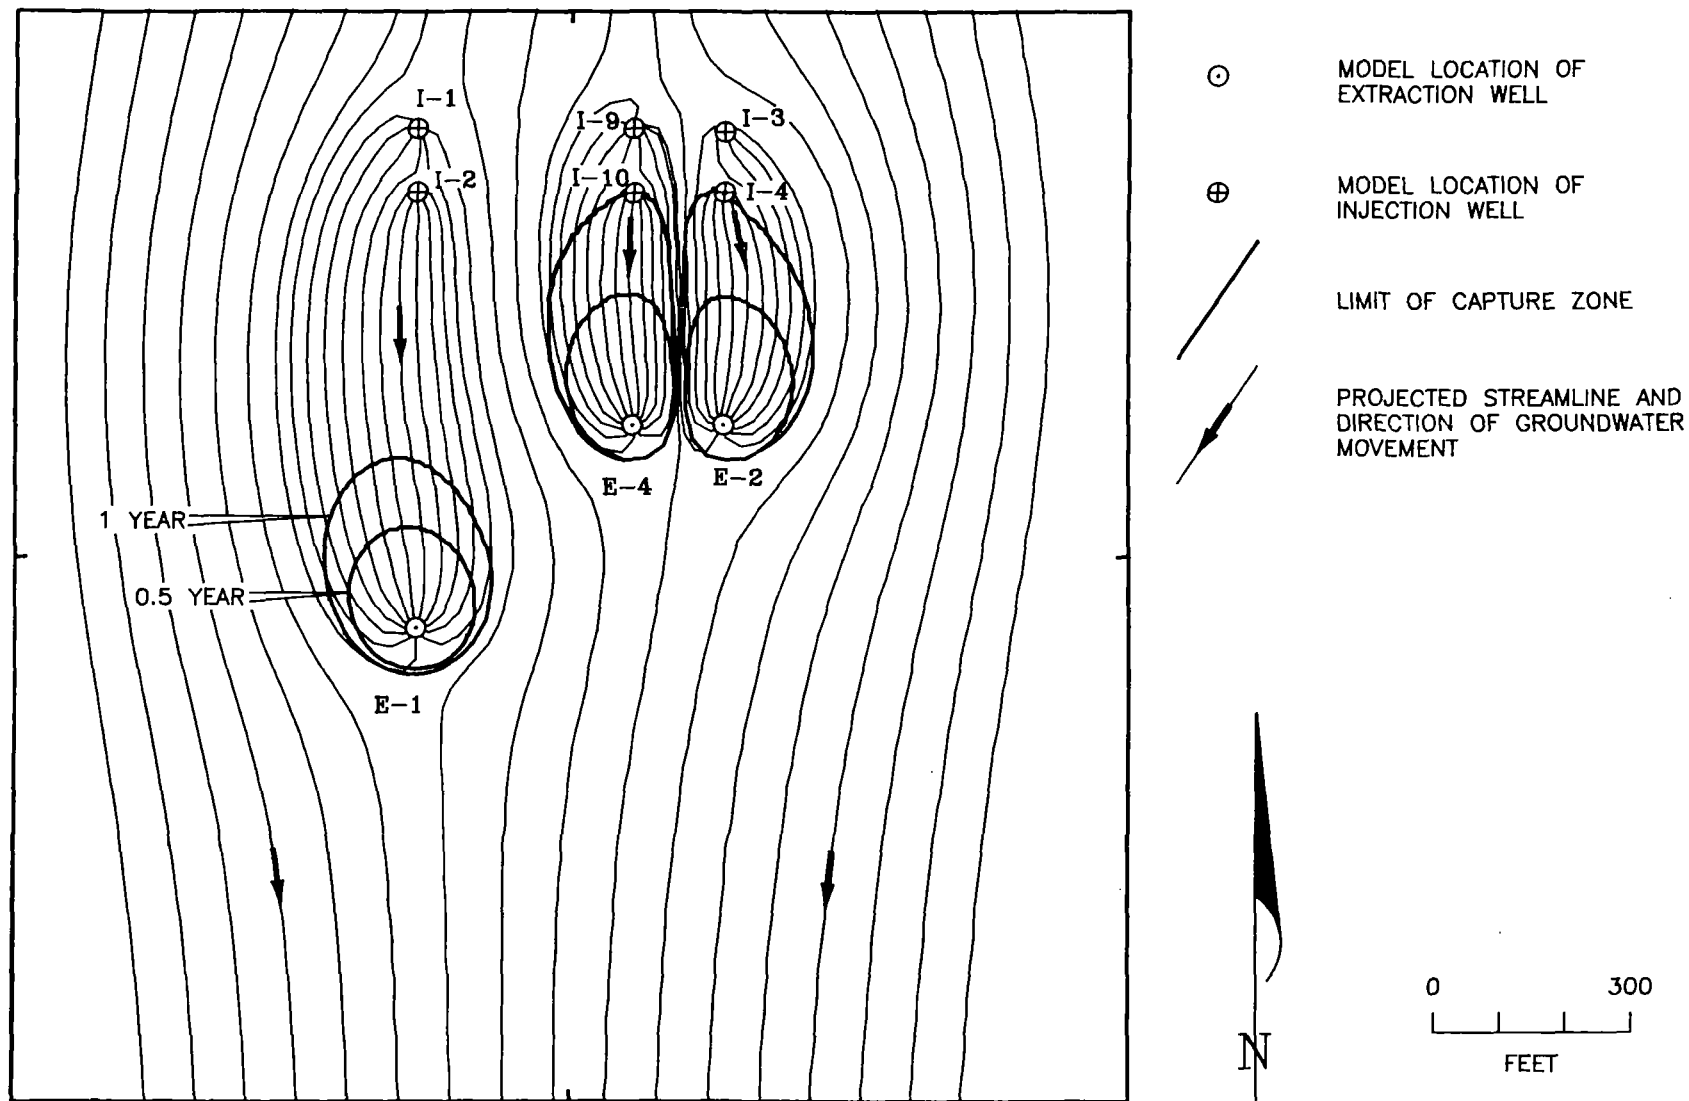 I-1
I-9
I-3
I-2
I-10
I-4
E-4
E-2
1 YEAR
0.5 YEAR
E-1
MODEL LOCATION OF
EXTRACTION WELL
MODEL LOCATION OF
INJECTION WELL
LIMIT OF CAPTURE ZONE
PROJECTED STREAMLINE AND
DIRECTION OF GROUNDWATER
MOVEMENT
N
0 300
FEET